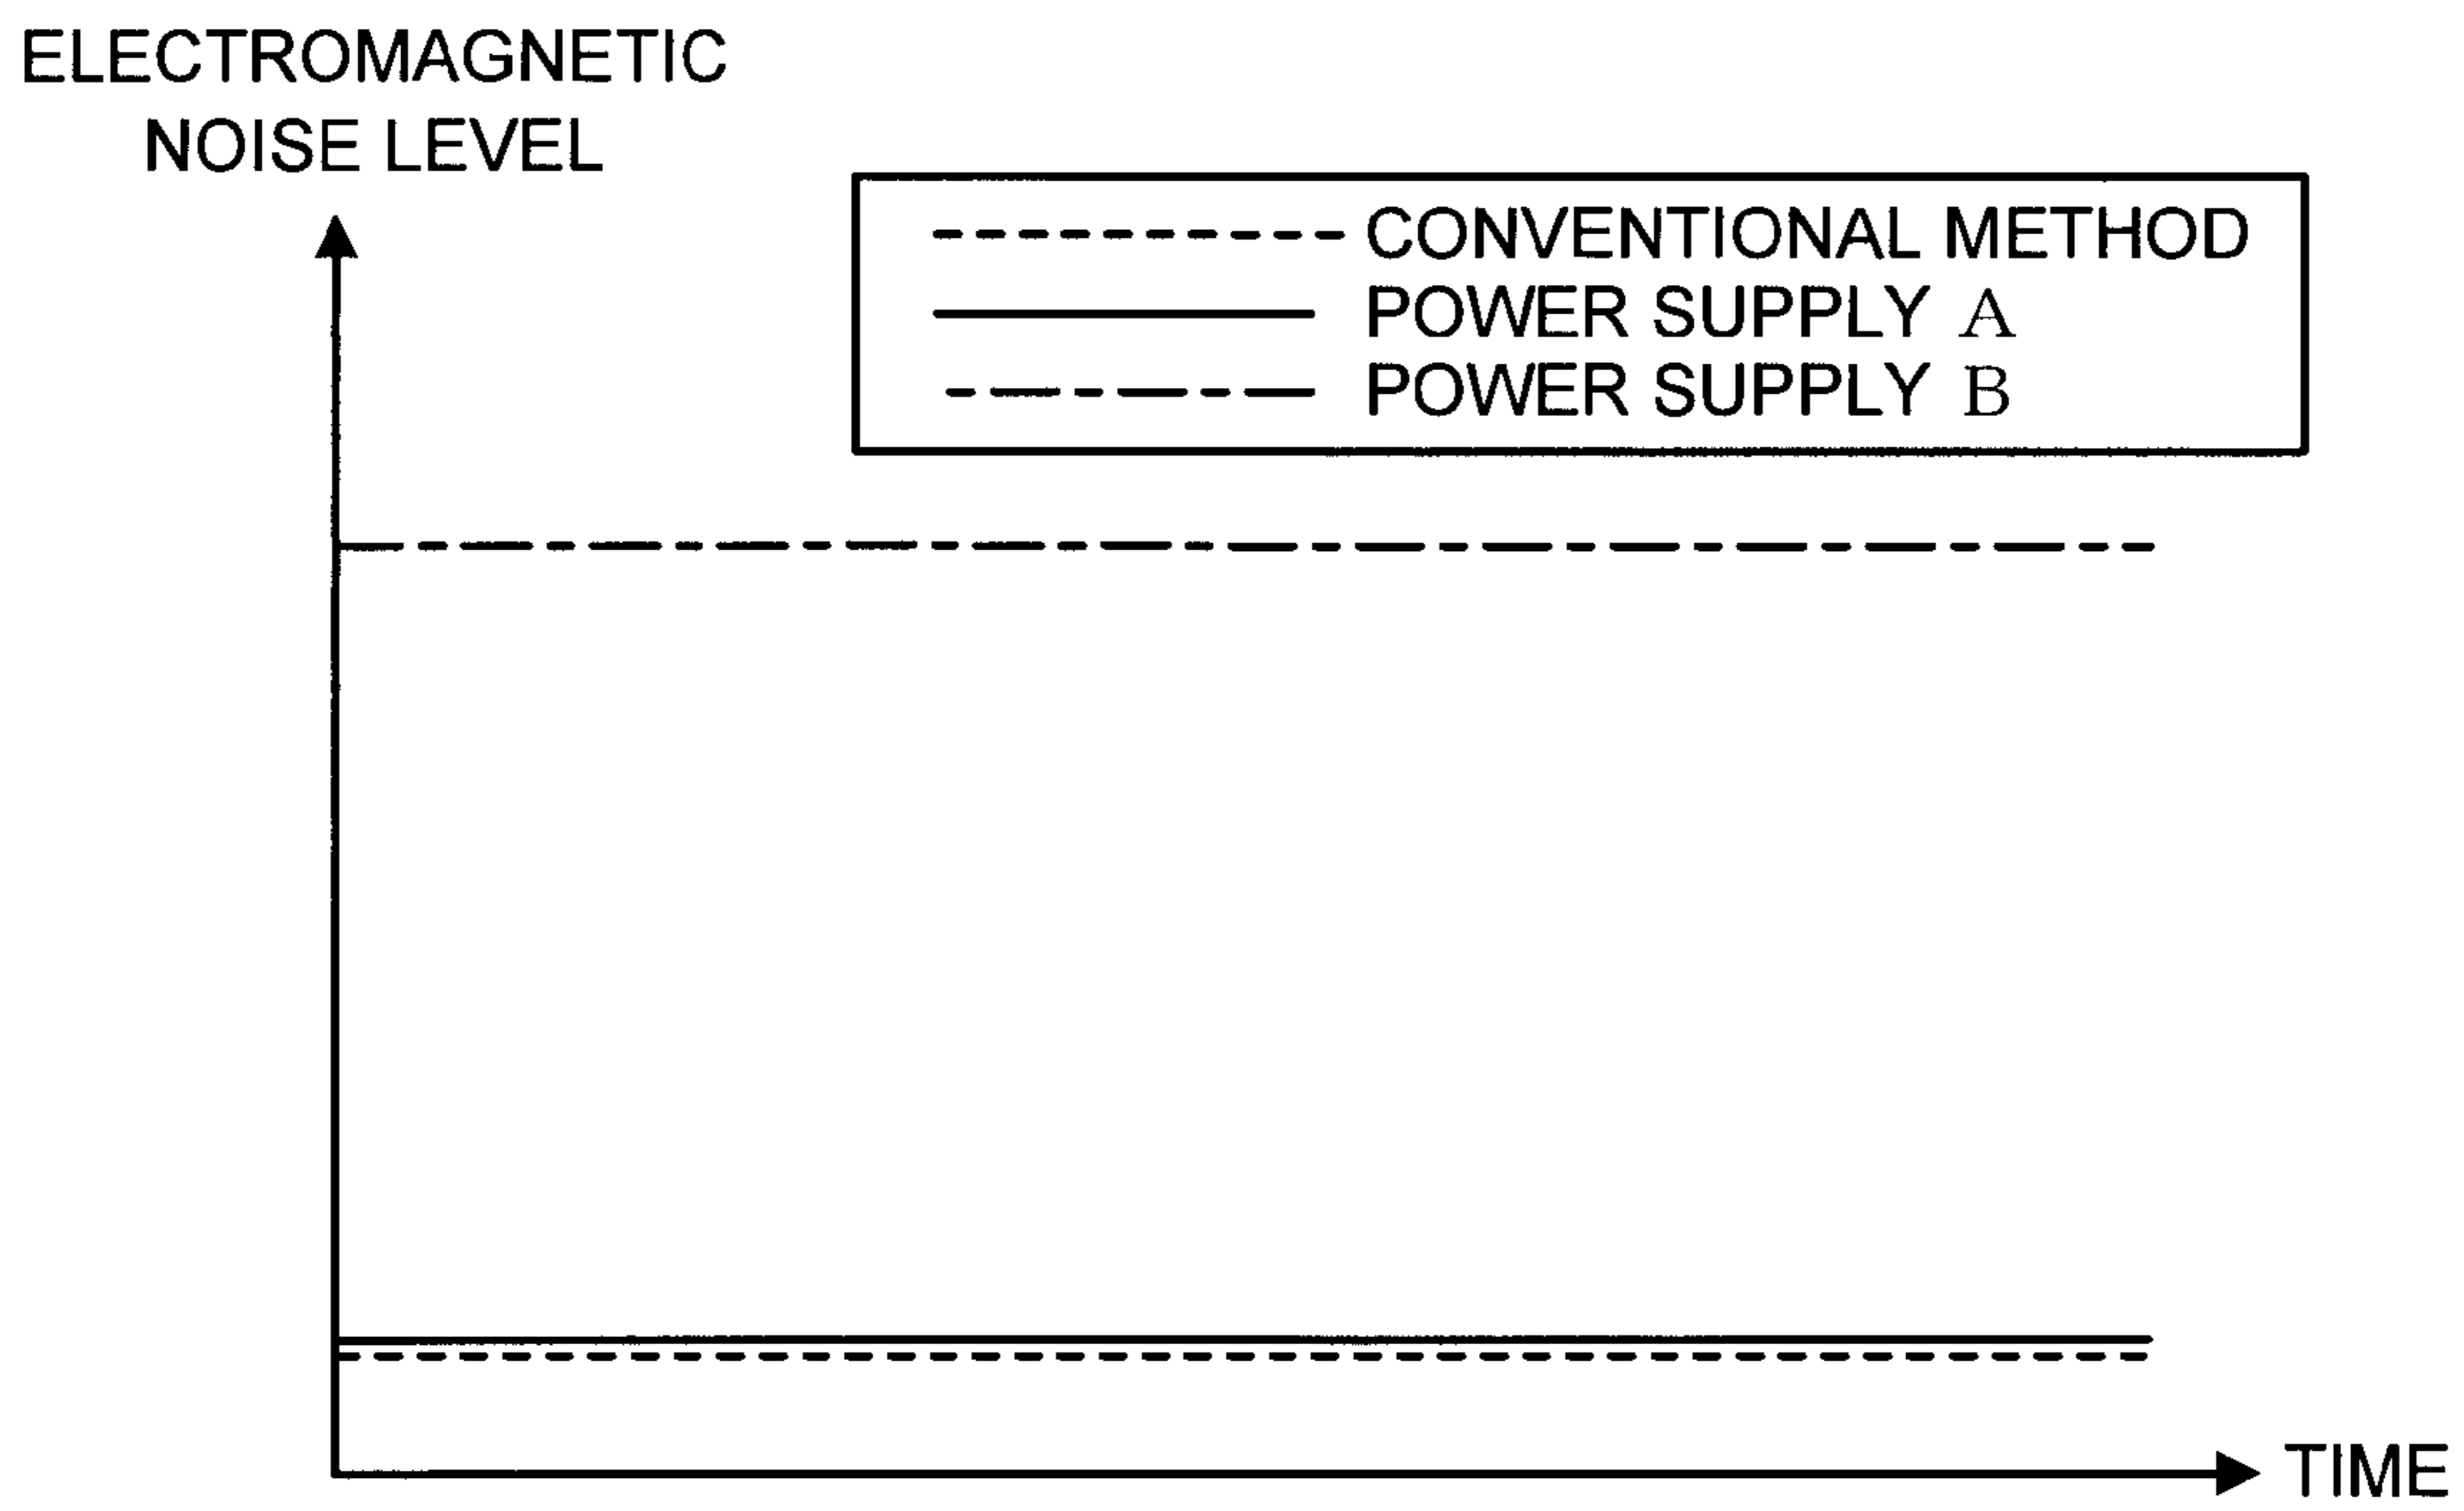 ELECTROMAGNETIC
NOISE LEVEL
CONVENTIONAL METHOD
POWER SUPPLY A
POWER SUPPLY B
TIME